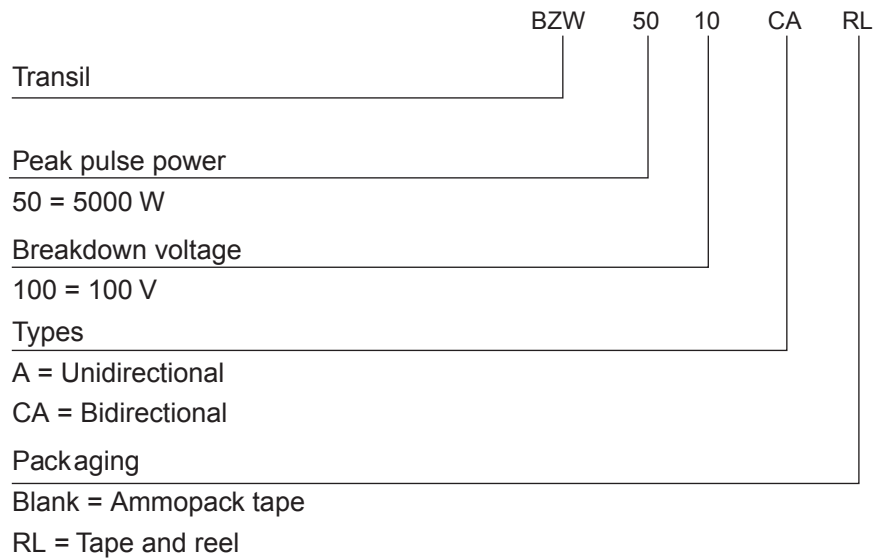 BZW 50 10 CA RL
Transil
Peak pulse power
50 = 5000 W
Breakdown voltage
100 = 100 V
Types
A = Unidirectional
CA = Bidirectional
Packaging
Blank = Ammopack tape
RL = Tape and reel